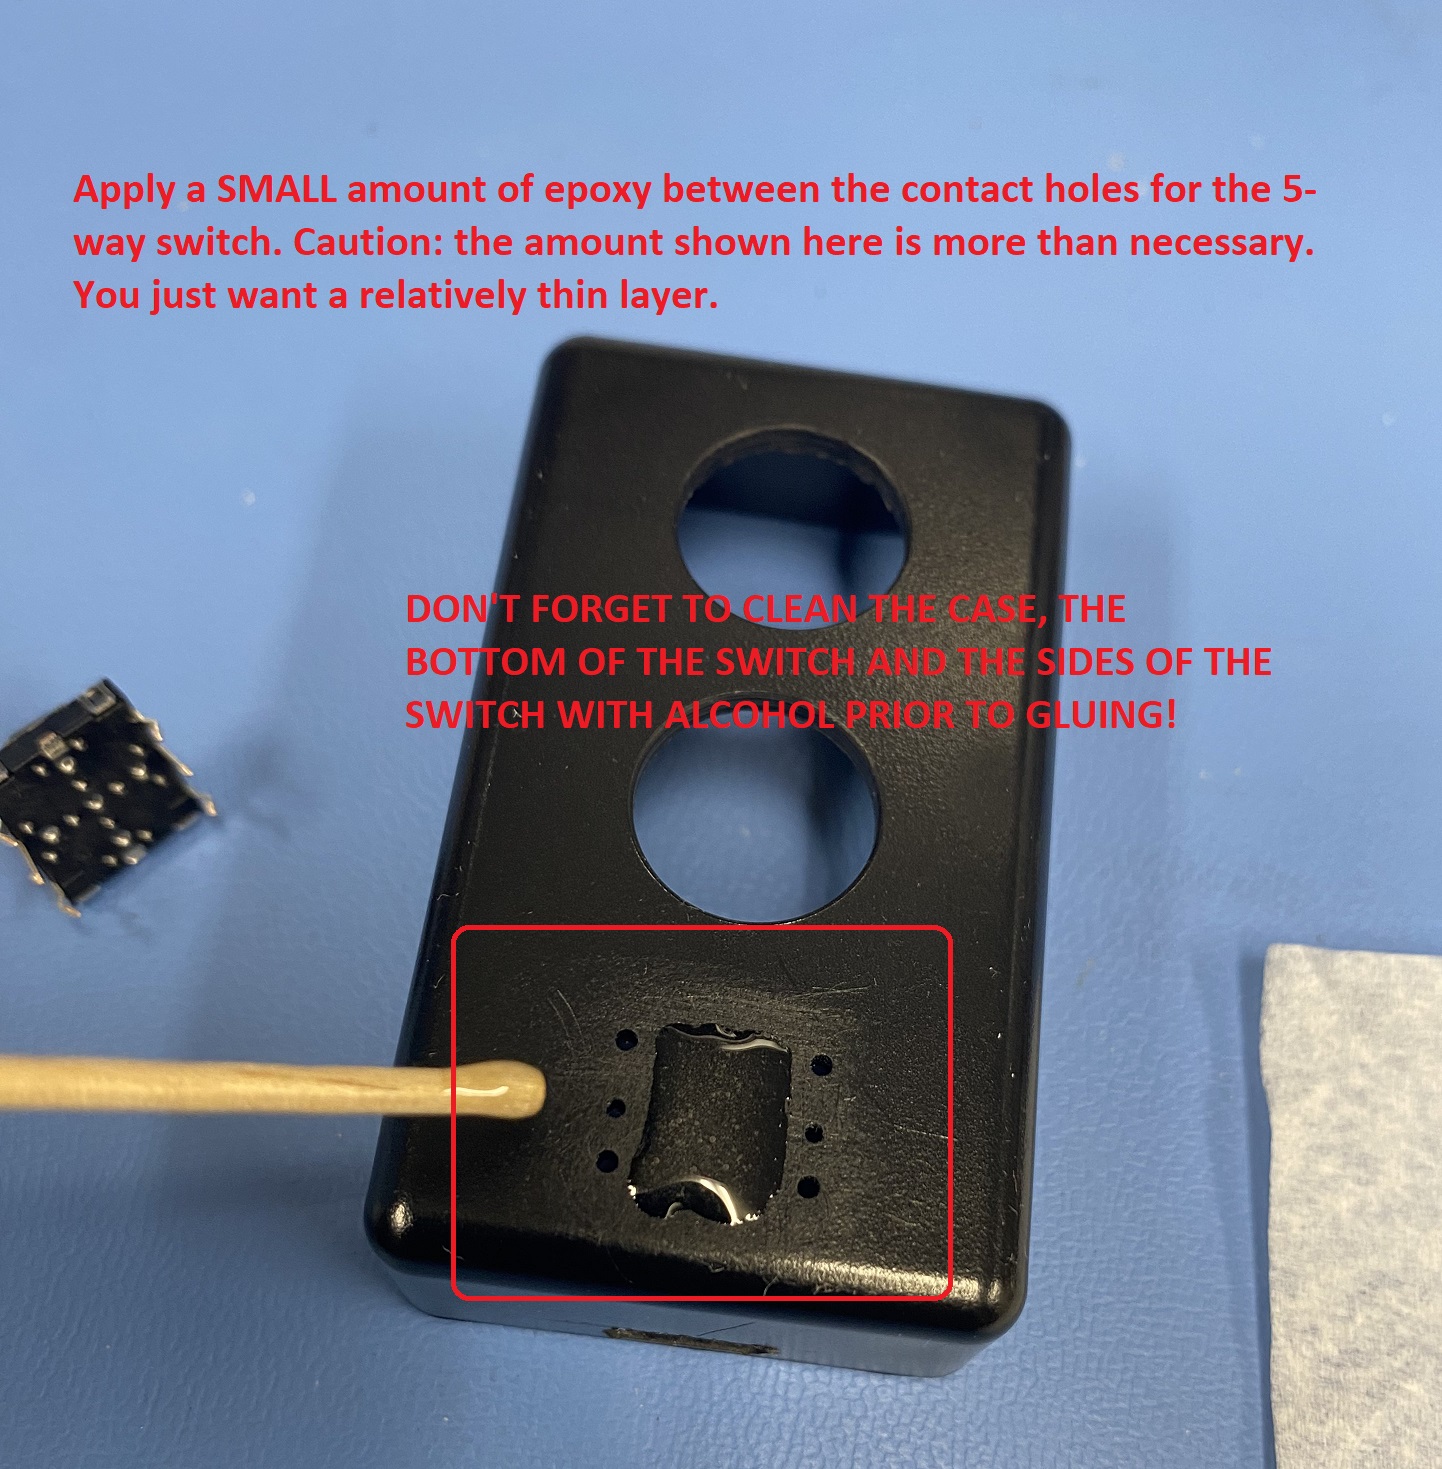 Apply a SMALL amount of epoxy between the contact holes for the 5-
way switch. Caution: the amount shown here is more than necessary.
You just want a relatively thin layer.
DON'T FORGET TO CLEAN THE CASE, THE
BOTTOM OF THE SWITCH AND THE SIDES OF THE
SWITCH WITH ALCOHOL PRIOR TO GLUING!